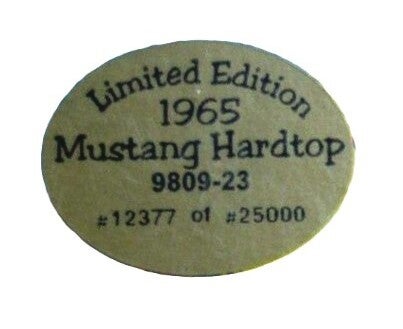 Limited Edition
1965
Mustang Hardtop
9809-23
#12377 of #25000